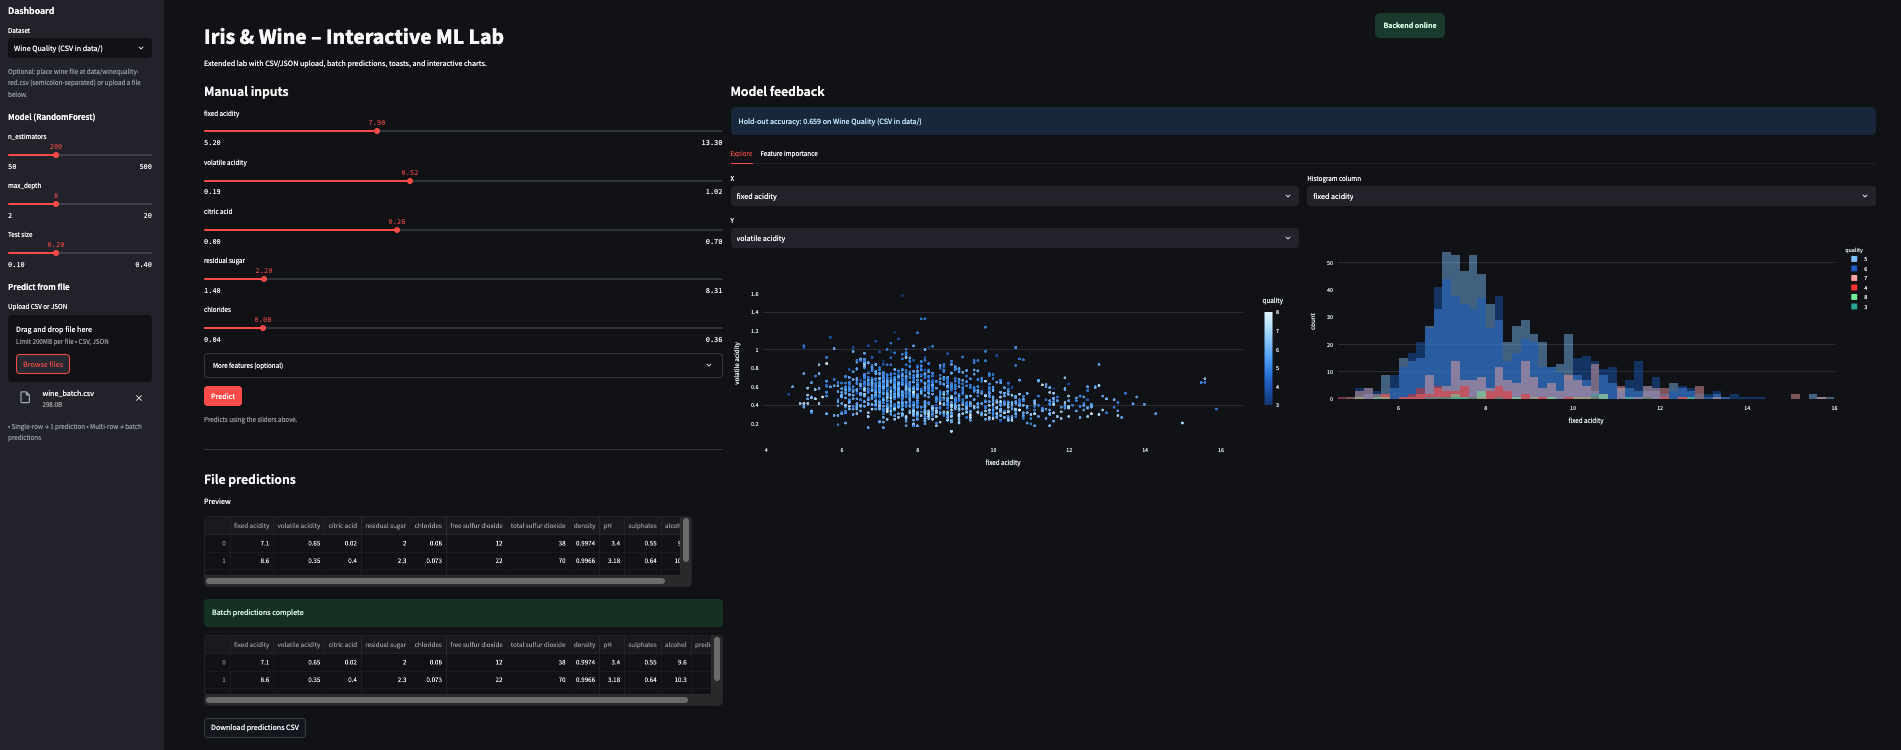 Dashboard
Dataset
Wine Quality (CSV in data/)
Optional: place wine file at data/winequality-
red.csv (semicolon-separated) or upload a file
below.
Model (RandomForest)
n_estimators
200
50 500
max_depth
8
2 20
Test size
0.20
0.10 0.40
Predict from file
Upload CSV or JSON
Drag and drop file here
Limit 200MB per file • CSV, JSON
Browse files
wine_batch.csv
298.0B
• Single-row → 1 prediction • Multi-row → batch
predictions
Backend online
Iris & Wine – Interactive ML Lab
Extended lab with CSV/JSON upload, batch predictions, toasts, and interactive charts.
Manual inputs
fixed acidity
7.90
5.20 13.30
volatile acidity
0.52
0.19 1.02
citric acid
0.26
0.00 0.70
residual sugar
2.20
1.40 8.31
chlorides
0.08
0.04 0.36
More features (optional)
Predict
Predicts using the sliders above.
File predictions
Preview
fixed acidity volatile acidity citric acid residual sugar chlorides free sulfur dioxide total sulfur dioxide density pH sulphates alcoh
0 7.1 0.65 0.02 2 0.08 12 38 0.9974 3.4 0.55 9
1 8.6 0.35 0.4 2.3 0.073 22 70 0.9966 3.18 0.64 10
Batch predictions complete
fixed acidity volatile acidity citric acid residual sugar chlorides free sulfur dioxide total sulfur dioxide density pH sulphates alcohol predi
0 7.1 0.65 0.02 2 0.08 12 38 0.9974 3.4 0.55 9.6
1 8.6 0.35 0.4 2.3 0.073 22 70 0.9966 3.18 0.64 10.3
Download predictions CSV
Model feedback
Hold-out accuracy: 0.659 on Wine Quality (CSV in data/)
Explore Feature importance
X
fixed acidity
Y
volatile acidity
1.6
1.4
1.2
1
0.8
0.6
0.4
0.2
volatile acidity
4 6 8 10 12 14 16
fixed acidity
quality
8
7
6
5
4
3
Histogram column
fixed acidity
50
40
30
20
10
0
count
6 8 10 12 14 16
fixed acidity
quality
5
6
7
4
8
3